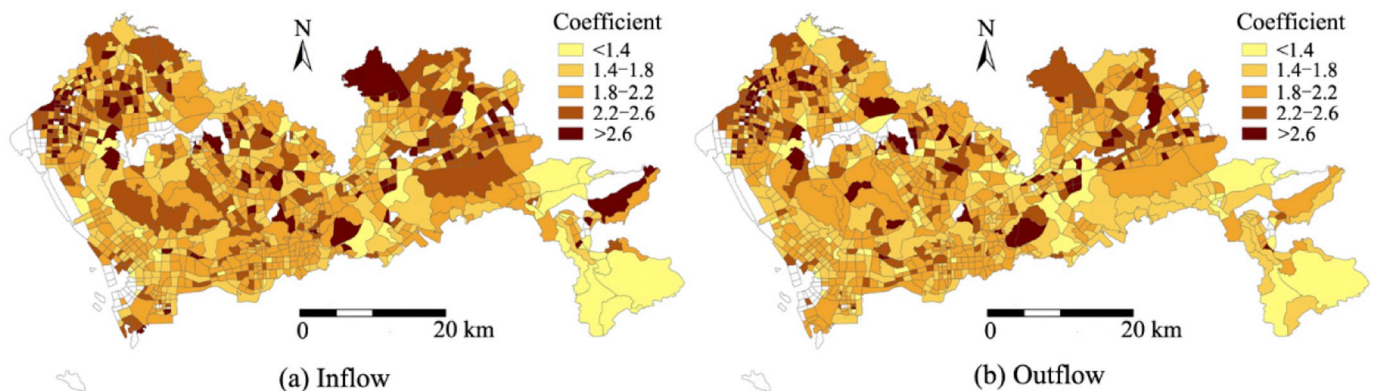 N
Coefficient
<1.4
1.4−1.8
1.8−2.2
2.2−2.6
>2.6
0 20 km
(a) Inflow
N
Coefficient
<1.4
1.4−1.8
1.8−2.2
2.2−2.6
>2.6
0 20 km
(b) Outflow